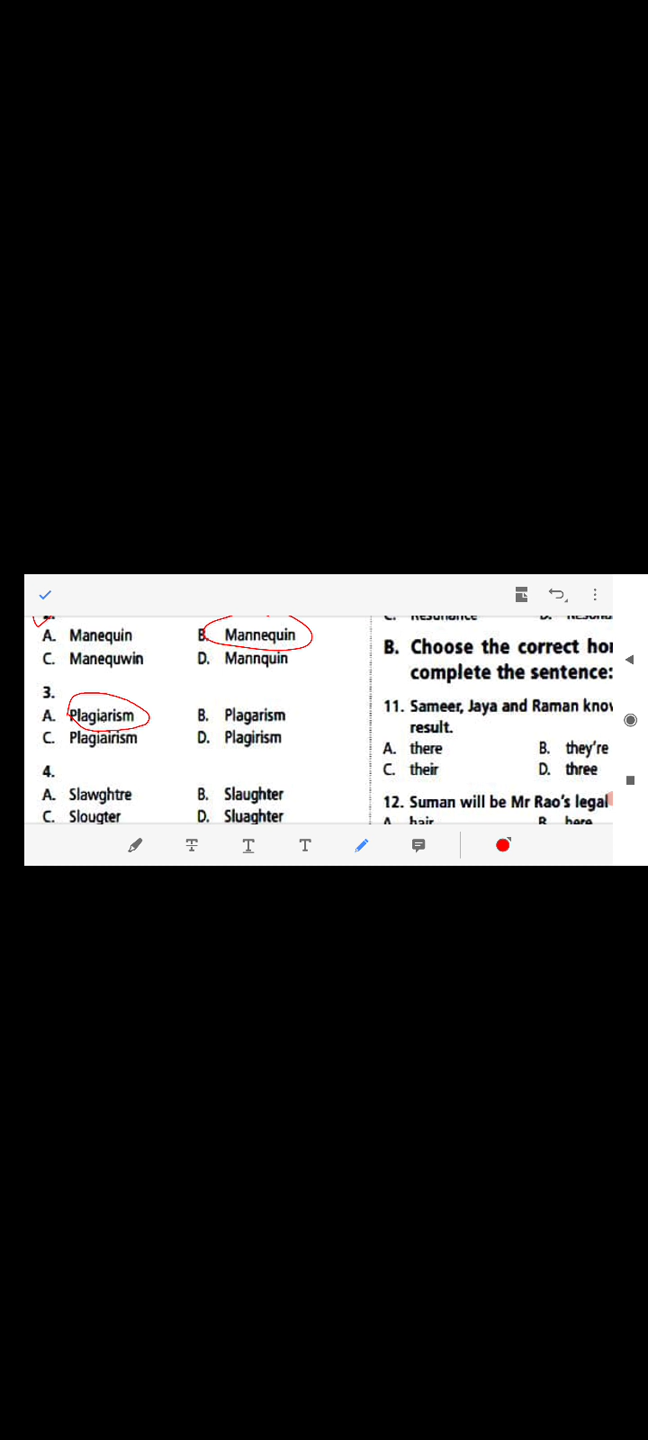 A. Manequin B. Mannequin
C. Manequwin D. Mannquin
3.
A. Plagiarism B. Plagarism
C. Plagiairism D. Plagirism
4.
A. Slawghtre B. Slaughter
C. Slougter D. Sluaghter
B. Choose the correct
complete the sentence:
11. Sameer, Jaya and Raman
result.
A. there B. they're
C. their D. three
12. Suman will be Mr Rao's legal
A. hair B. here